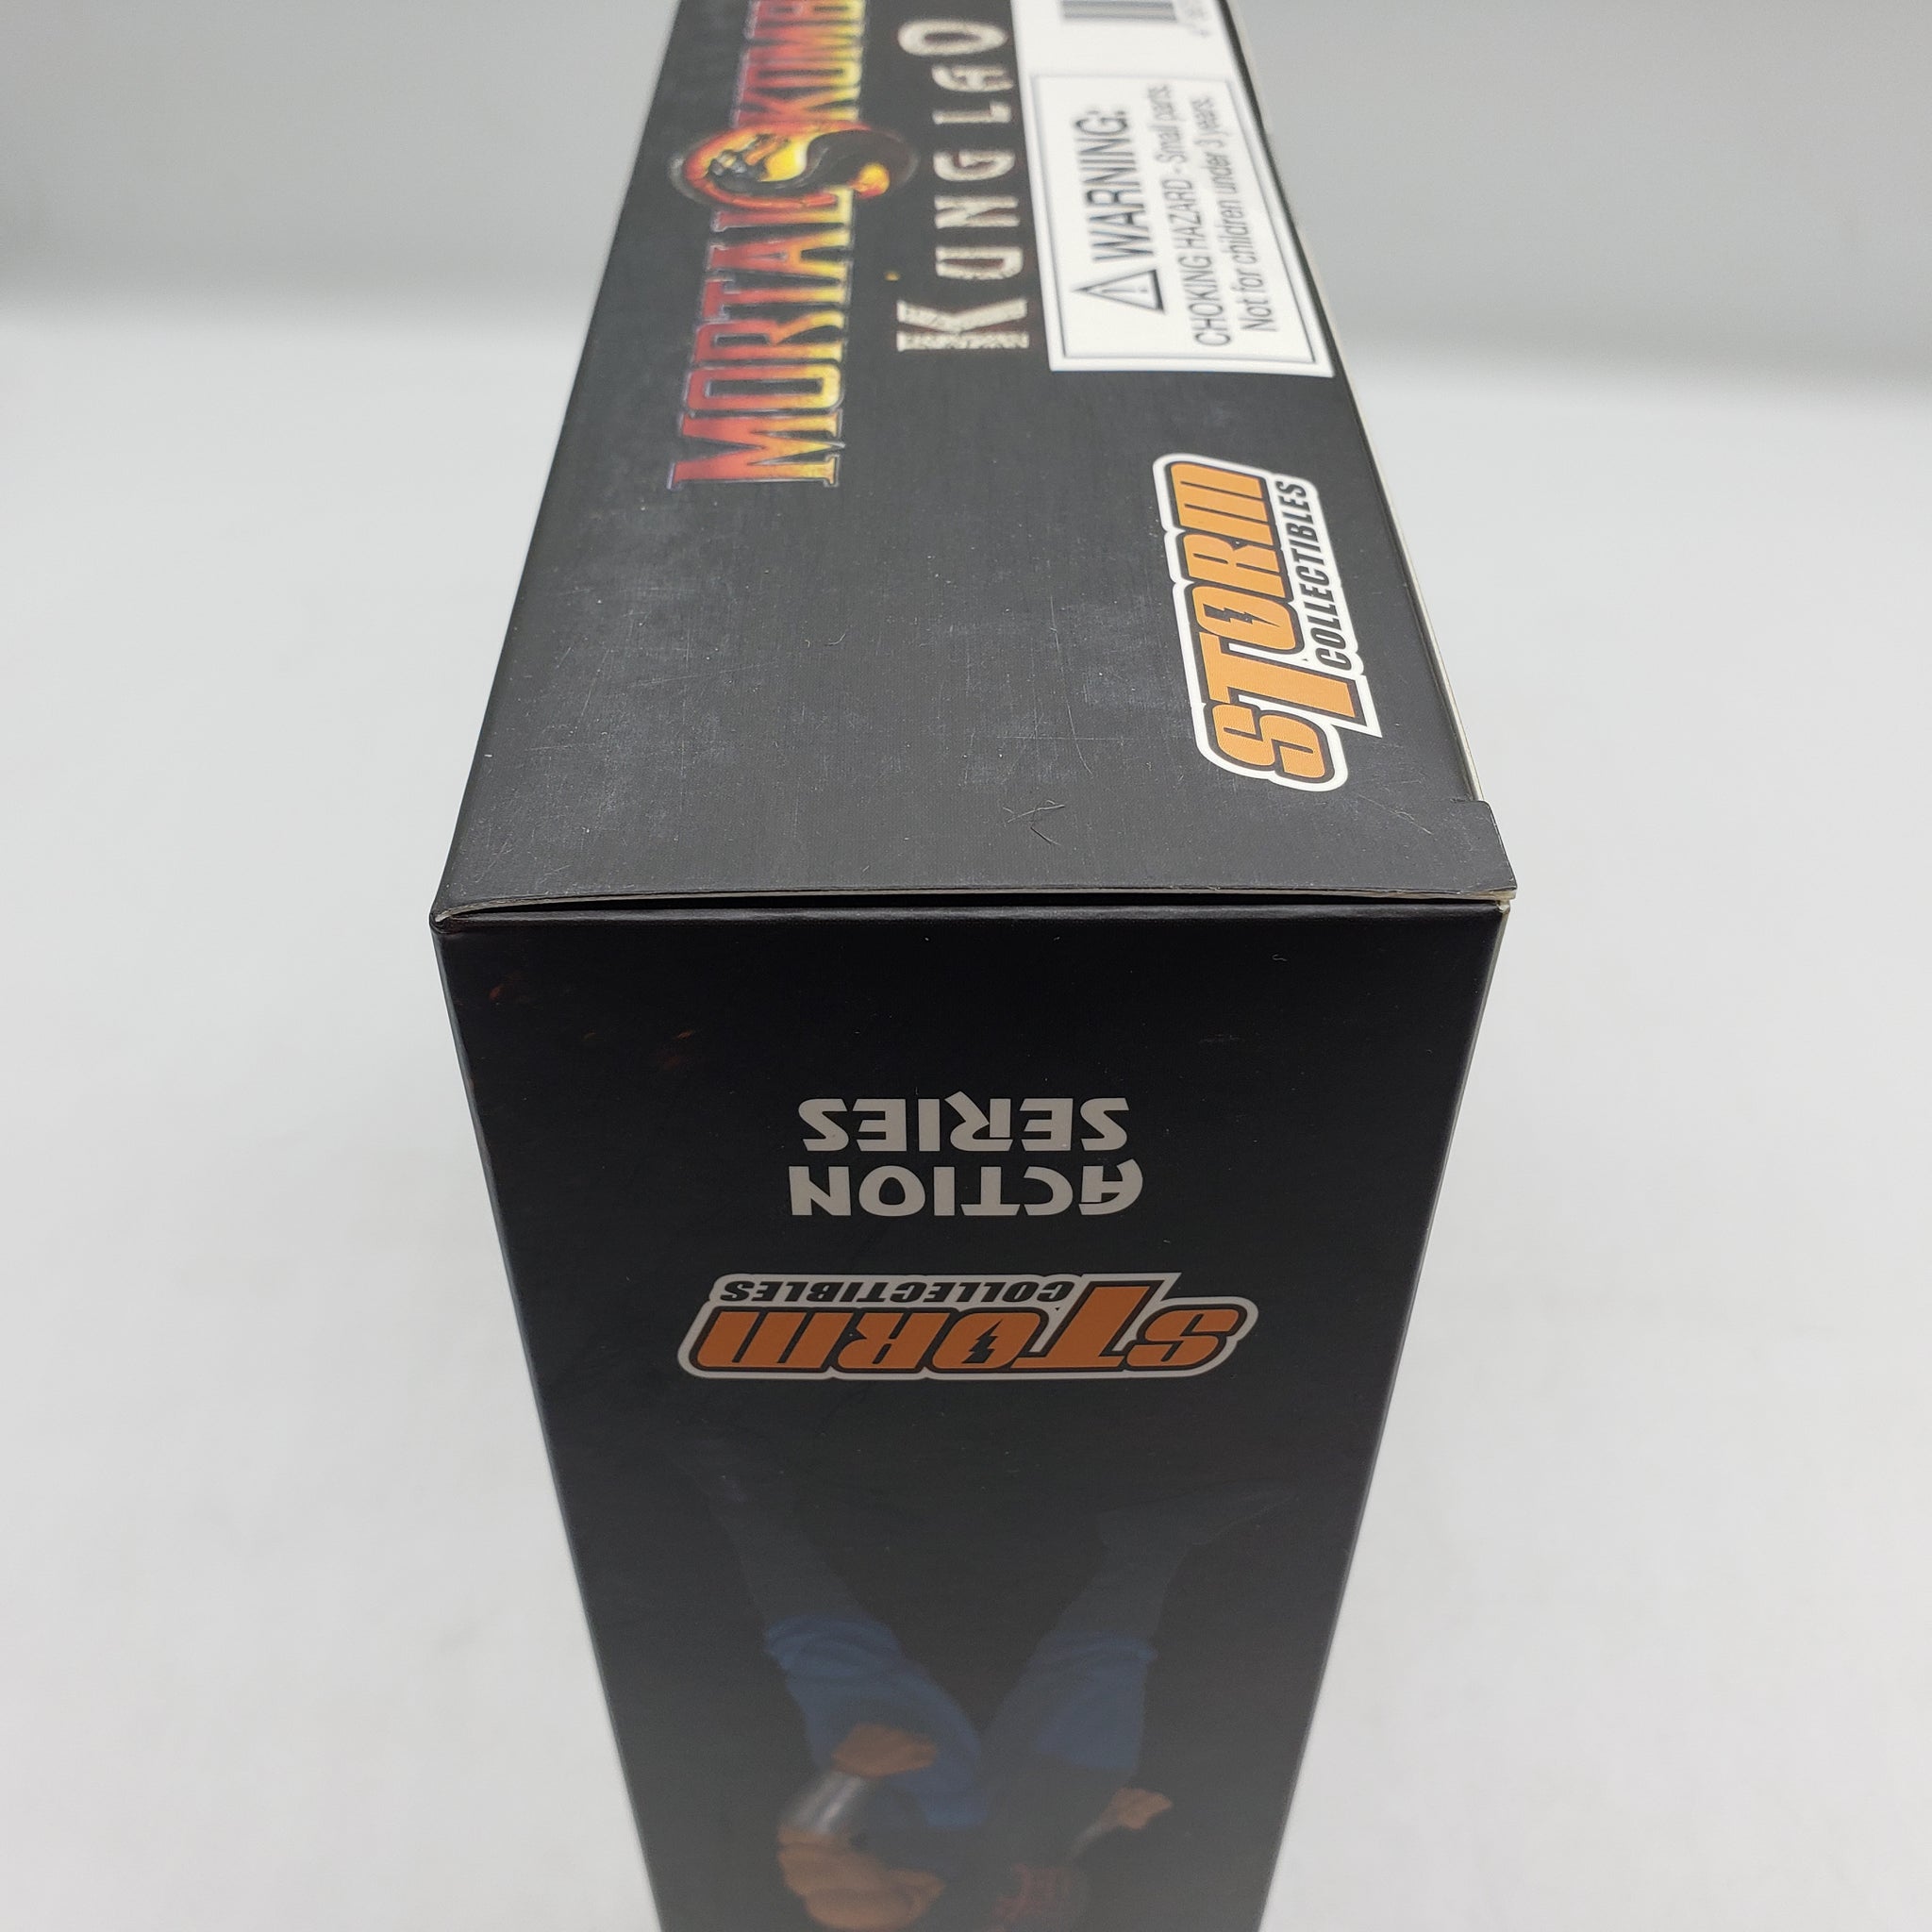 MORTAL KOMB
KUNG LAO
WARNING:
CHOKING HAZARD - Small parts.
Not for children under 3 years.
STORM
COLLECTIBLES
ACTION
SERIES
STORM
COLLECTIBLES